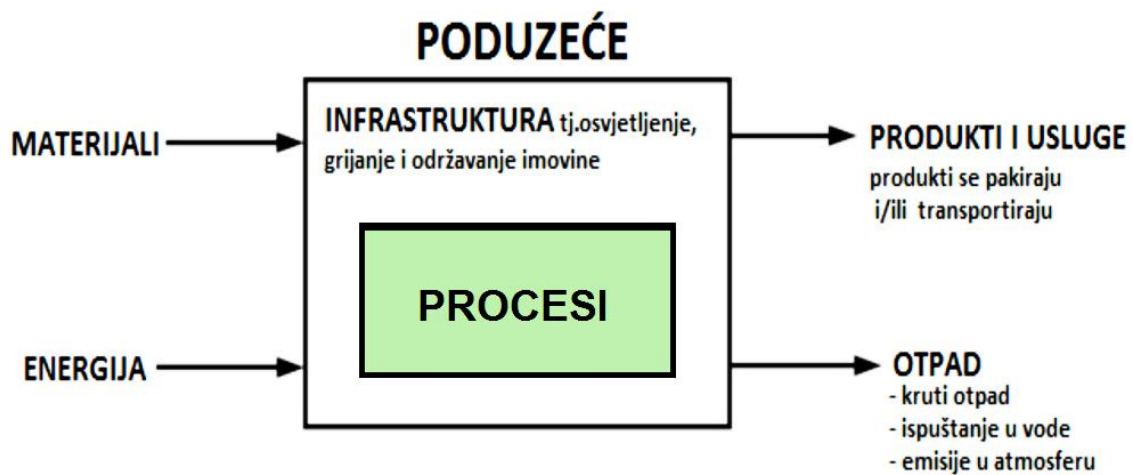 PODUZEĆE
INFRASTRUKTURA tj.osvjetljenje,
grijanje i održavanje imovine
MATERIJALI
PRODUKTI I USLUGE
produkti se pakiraju
i/ili transportiraju
PROCESI
ENERGIJA
OTPAD
- kruti otpad
- ispuštanje u vode
- emisije u atmosferu